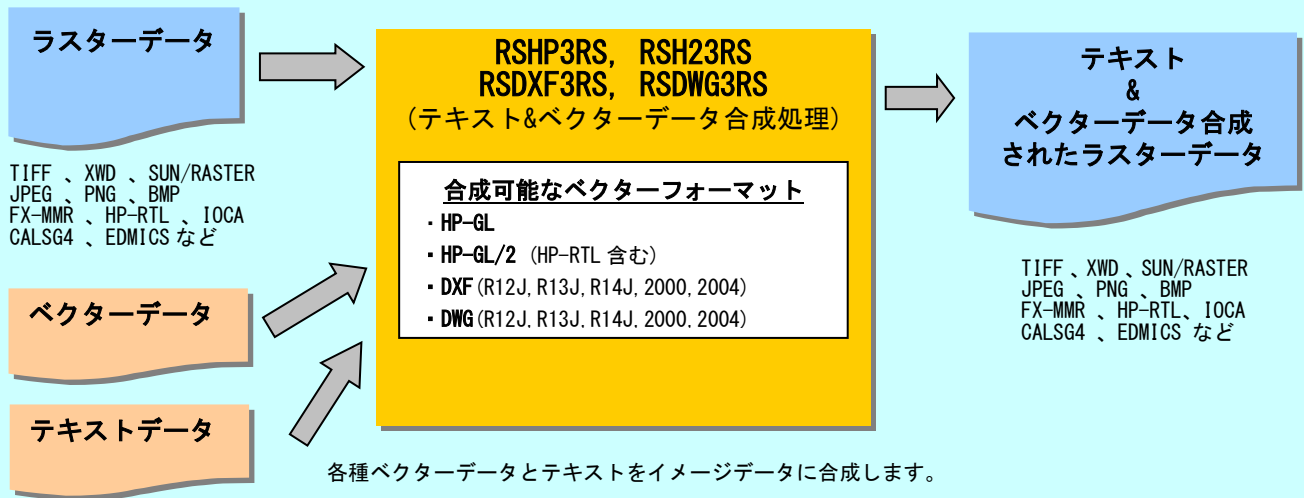 ラスターデータ
TIFF 、XWD 、SUN/RASTER
JPEG 、PNG 、BMP
FX-MMR 、HP-RTL 、IOCA
CALSG4 、EDMICS など
ベクターデータ
テキストデータ
RSHP3RS, RSH23RS
RSDXF3RS, RSDWG3RS
(テキスト&ベクターデータ合成処理)
合成可能なベクターフォーマット
・HP-GL
・HP-GL/2 (HP-RTL 含む)
・DXF(R12J,R13J,R14J,2000,2004)
・DWG(R12J,R13J,R14J,2000,2004)
テキスト
&
ベクターデータ合成
されたラスターデータ
TIFF 、XWD 、SUN/RASTER
JPEG 、PNG 、BMP
FX-MMR 、HP-RTL、IOCA
CALSG4 、EDMICS など
各種ベクターデータとテキストをイメージデータに合成します。